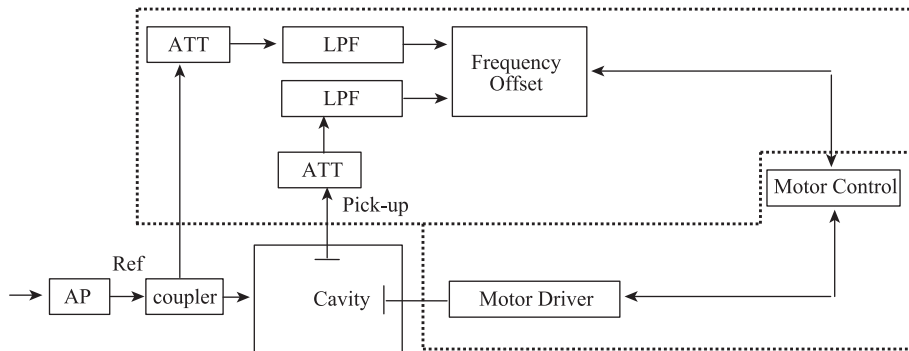 ATT
LPF
Frequency
Offset
LPF
ATT
Motor Control
Pick-up
Ref
AP
coupler
Cavity
Motor Driver